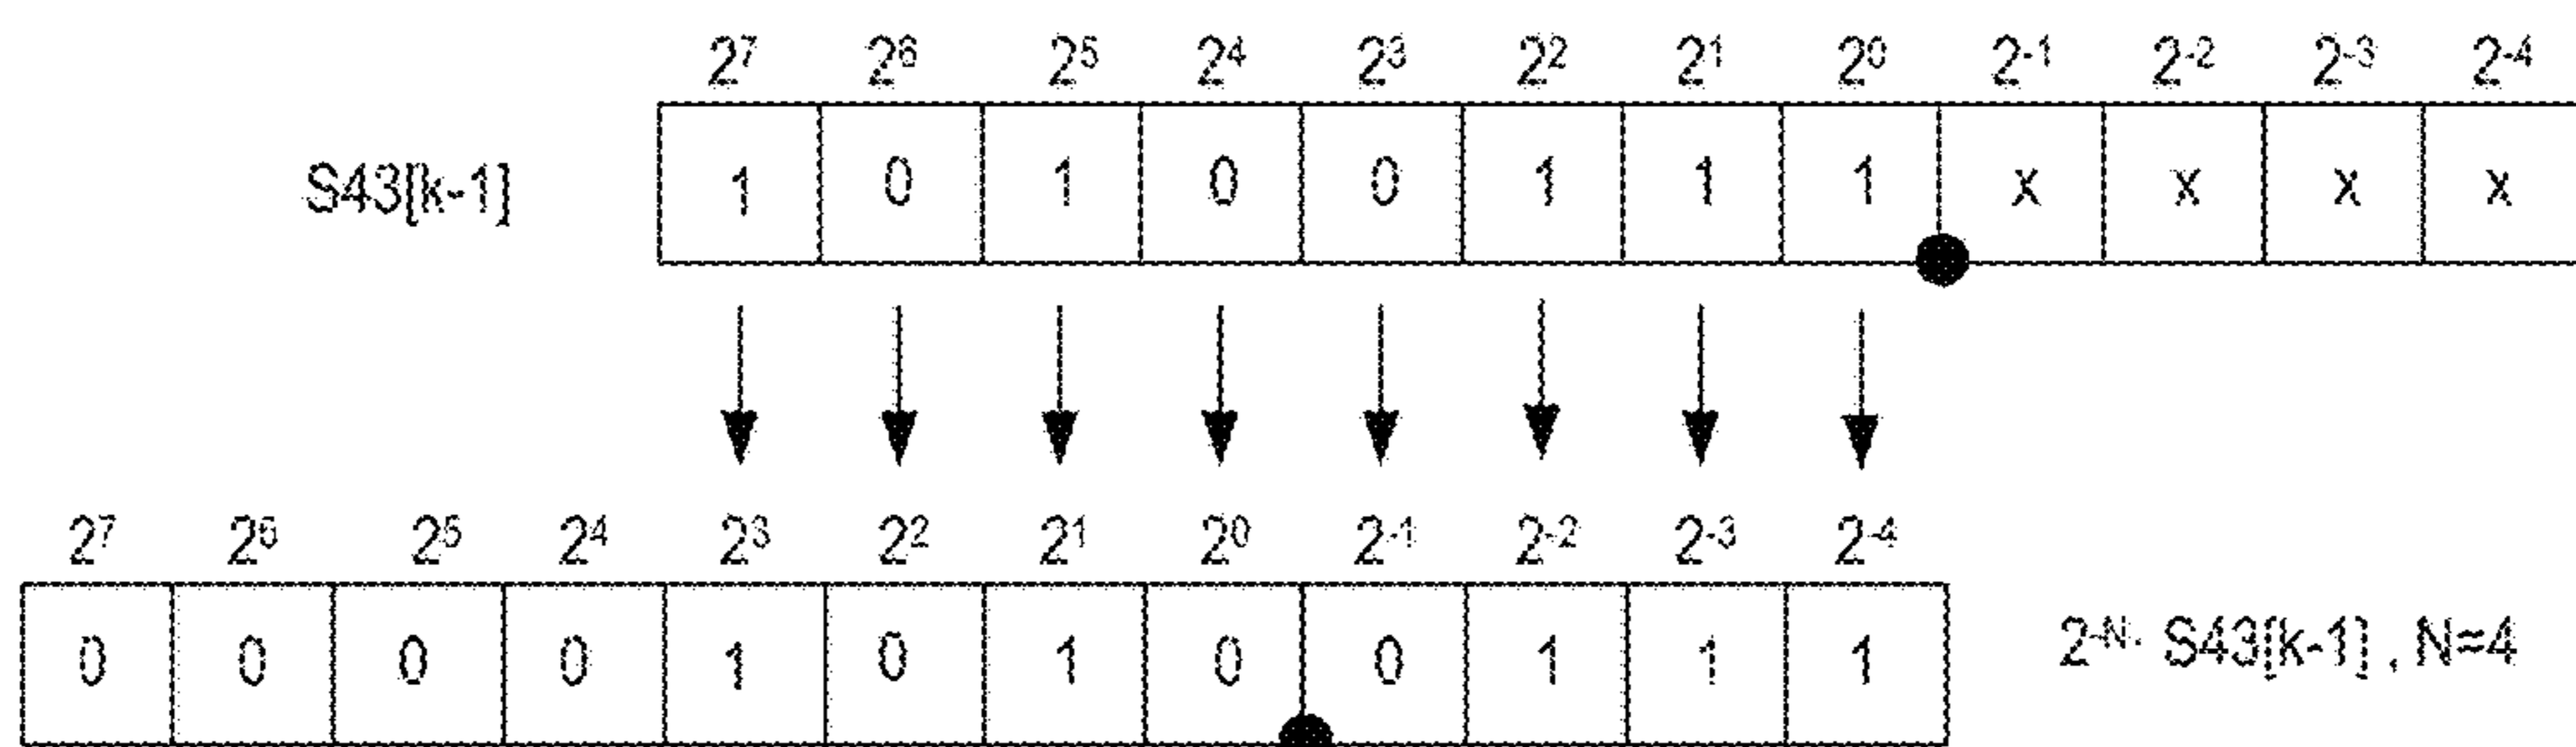 2⁷ 2⁶ 2⁵ 2⁴ 2³ 2² 2¹ 2⁰ 2⁻¹ 2⁻² 2⁻³ 2⁻⁴
S43[k-1] 1 0 1 0 0 1 1 1 x x x x
2⁷ 2⁶ 2⁵ 2⁴ 2³ 2² 2¹ 2⁰ 2⁻¹ 2⁻² 2⁻³ 2⁻⁴
0 0 0 0 1 0 1 0 0 1 1 1 2⁻ᴺ· S43[k-1], N=4